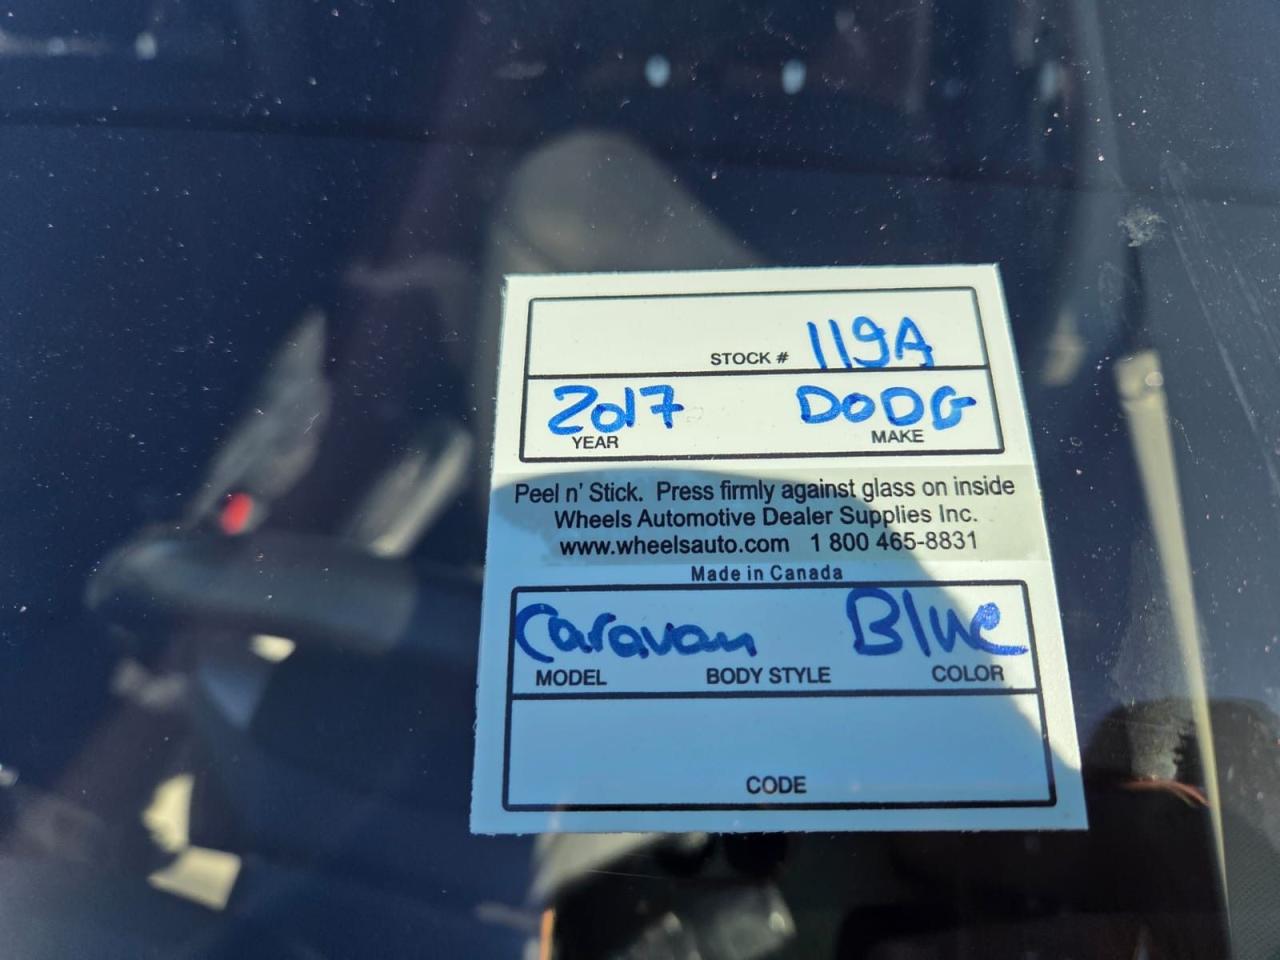 STOCK # 119A
2017 DODG
YEAR MAKE
Peel n' Stick. Press firmly against glass on inside
Wheels Automotive Dealer Supplies Inc.
www.wheelsauto.com 1 800 465-8831
Made in Canada
Caravan Blue
MODEL BODY STYLE COLOR
CODE